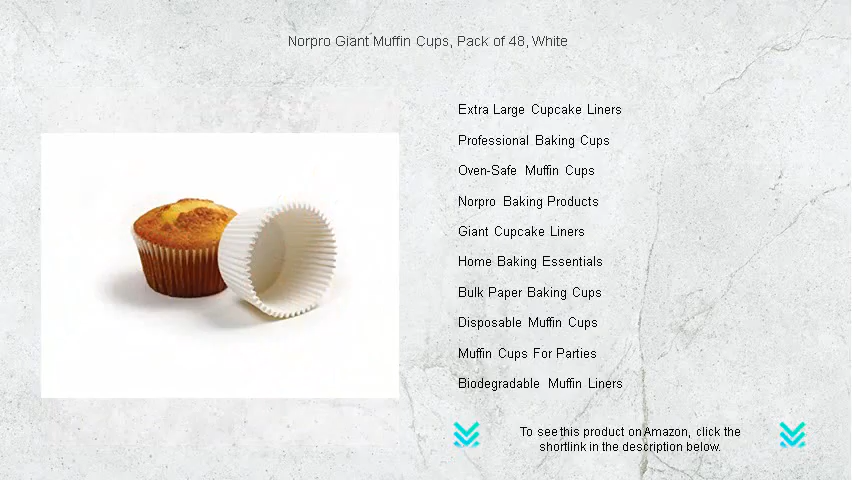 Norpro Giant Muffin Cups, Pack of 48, White
Extra Large Cupcake Liners
Professional Baking Cups
Oven-Safe Muffin Cups
Norpro Baking Products
Giant Cupcake Liners
Home Baking Essentials
Bulk Paper Baking Cups
Disposable Muffin Cups
Muffin Cups For Parties
Biodegradable Muffin Liners
To see this product on Amazon, click the
shortlink in the description below.